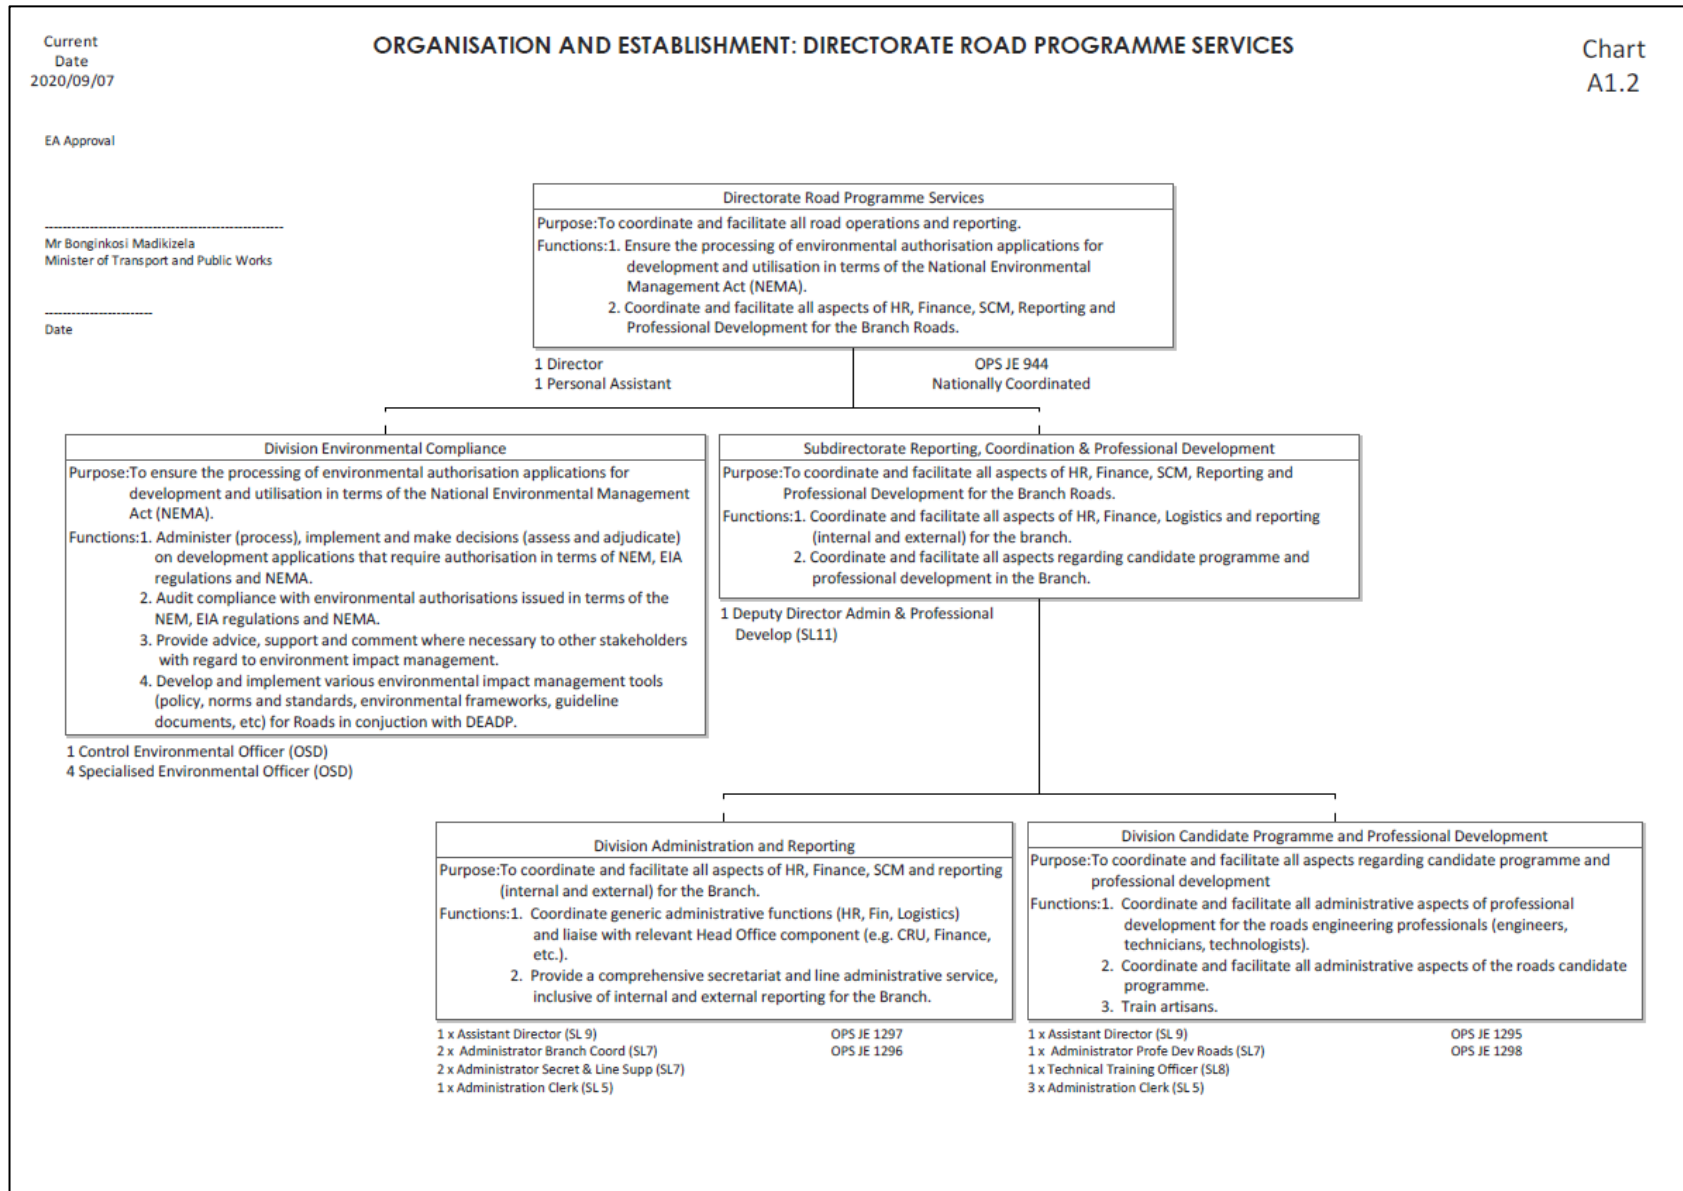 Current
Date
2020/09/07
ORGANISATION AND ESTABLISHMENT: DIRECTORATE ROAD PROGRAMME SERVICES
Chart
A1.2
EA Approval
Mr Bonginkosi Madikizela
Minister of Transport and Public Works
Date
Directorate Road Programme Services
Purpose:To coordinate and facilitate all road operations and reporting.
Functions:1. Ensure the processing of environmental authorisation applications for
development and utilisation in terms of the National Environmental
Management Act (NEMA).
2. Coordinate and facilitate all aspects of HR, Finance, SCM, Reporting and
Professional Development for the Branch Roads.
1 Director OPS JE 944
1 Personal Assistant Nationally Coordinated
Division Environmental Compliance
Purpose:To ensure the processing of environmental authorisation applications for
development and utilisation in terms of the National Environmental Management
Act (NEMA).
Functions:1. Administer (process), implement and make decisions (assess and adjudicate)
on development applications that require authorisation in terms of NEM, EIA
regulations and NEMA.
2. Audit compliance with environmental authorisations issued in terms of the
NEM, EIA regulations and NEMA.
3. Provide advice, support and comment where necessary to other stakeholders
with regard to environment impact management.
4. Develop and implement various environmental impact management tools
(policy, norms and standards, environmental frameworks, guideline
documents, etc) for Roads in conjuction with DEADP.
1 Control Environmental Officer (OSD)
4 Specialised Environmental Officer (OSD)
Subdirectorate Reporting, Coordination & Professional Development
Purpose:To coordinate and facilitate all aspects of HR, Finance, SCM, Reporting and
Professional Development for the Branch Roads.
Functions:1. Coordinate and facilitate all aspects of HR, Finance, Logistics and reporting
(internal and external) for the branch.
2. Coordinate and facilitate all aspects regarding candidate programme and
professional development in the Branch.
1 Deputy Director Admin & Professional
Develop (SL11)
Division Administration and Reporting
Purpose:To coordinate and facilitate all aspects of HR, Finance, SCM and reporting
(internal and external) for the Branch.
Functions:1. Coordinate generic administrative functions (HR, Fin, Logistics)
and liaise with relevant Head Office component (e.g. CRU, Finance,
etc.).
2. Provide a comprehensive secretariat and line administrative service,
inclusive of internal and external reporting for the Branch.
1 x Assistant Director (SL 9) OPS JE 1297
2 x Administrator Branch Coord (SL7) OPS JE 1296
2 x Administrator Secret & Line Supp (SL7)
1 x Administration Clerk (SL 5)
Division Candidate Programme and Professional Development
Purpose:To coordinate and facilitate all aspects regarding candidate programme and
professional development
Functions:1. Coordinate and facilitate all administrative aspects of professional
development for the roads engineering professionals (engineers,
technicians, technologists).
2. Coordinate and facilitate all administrative aspects of the roads candidate
programme.
3. Train artisans.
1 x Assistant Director (SL 9) OPS JE 1295
1 x Administrator Profe Dev Roads (SL7) OPS JE 1298
1 x Technical Training Officer (SL8)
3 x Administration Clerk (SL 5)